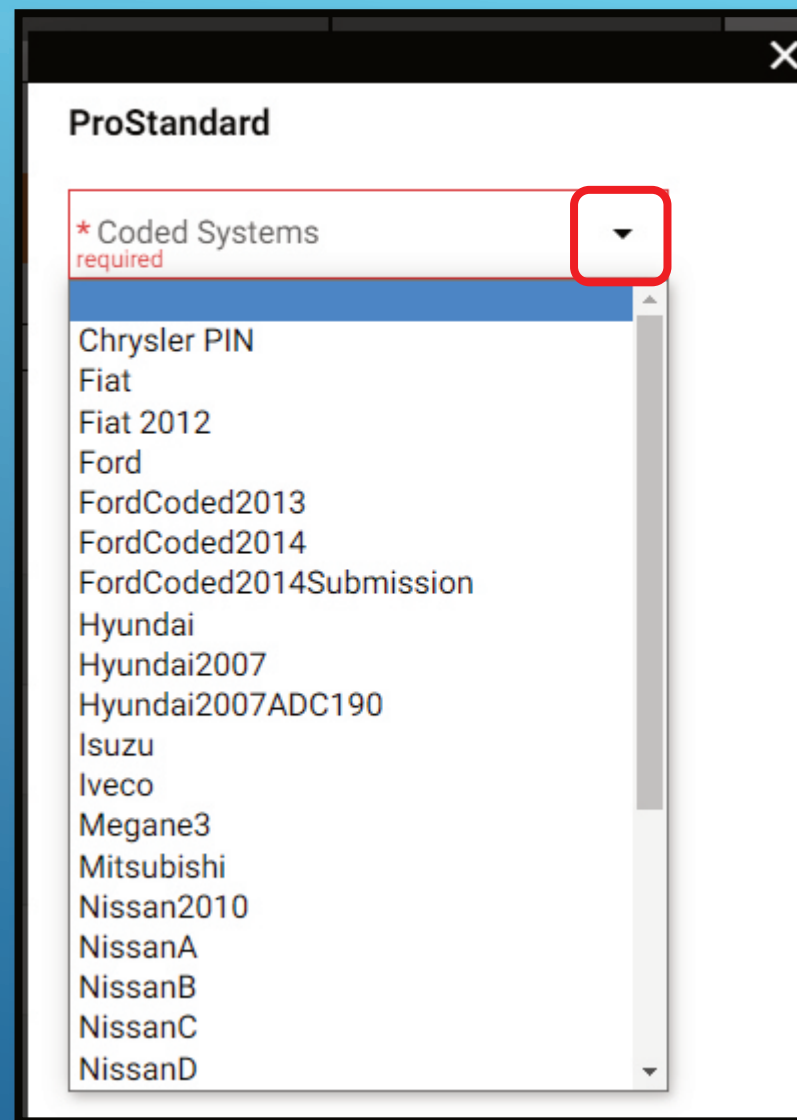 ProStandard
* Coded Systems
required
Chrysler PIN
Fiat
Fiat 2012
Ford
FordCoded2013
FordCoded2014
FordCoded2014Submission
Hyundai
Hyundai2007
Hyundai2007ADC190
Isuzu
Iveco
Megane3
Mitsubishi
Nissan2010
NissanA
NissanB
NissanC
NissanD